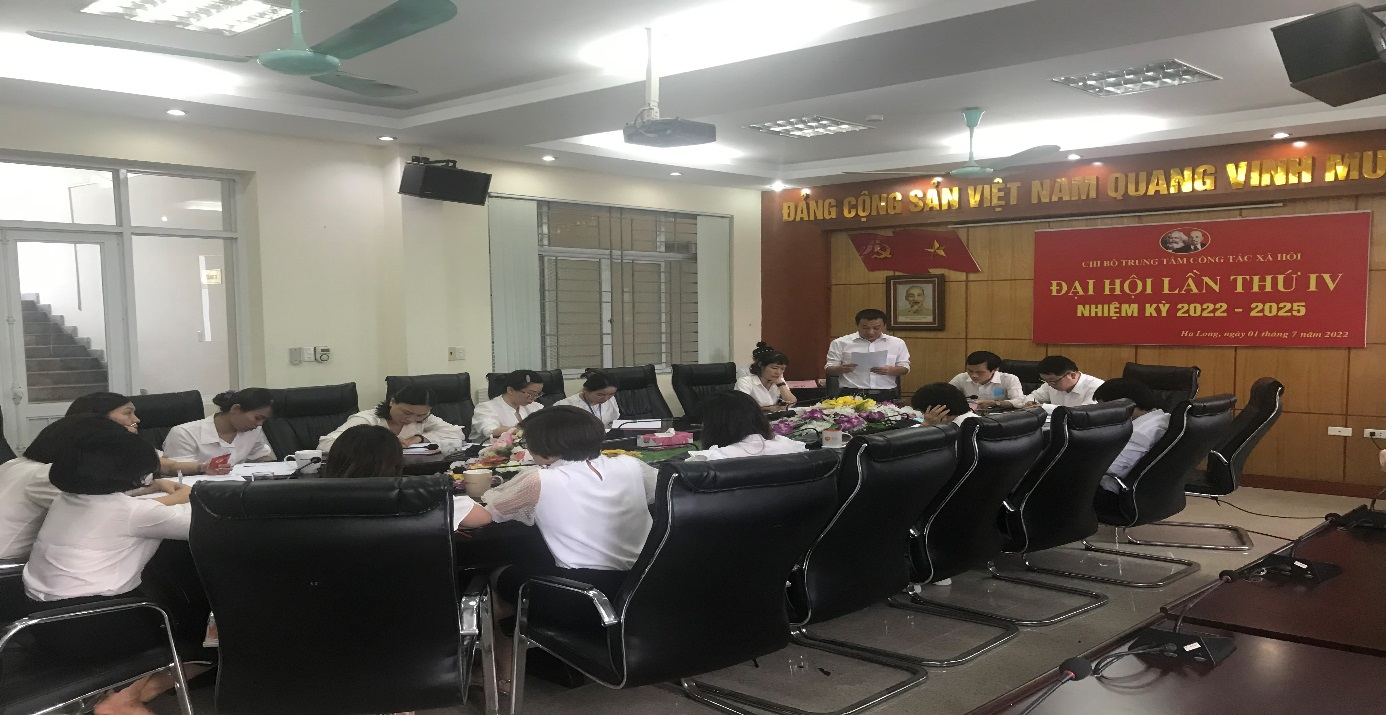 ĐẢNG CỘNG SẢN VIỆT NAM QUANG VINH MU
CHI BỘ TRUNG TÂM CÔNG TÁC XÃ HỘI
ĐẠI HỘI LẦN THỨ IV
NHIỆM KỲ 2022 - 2025
Hạ Long, ngày 01 tháng 7 năm 2022